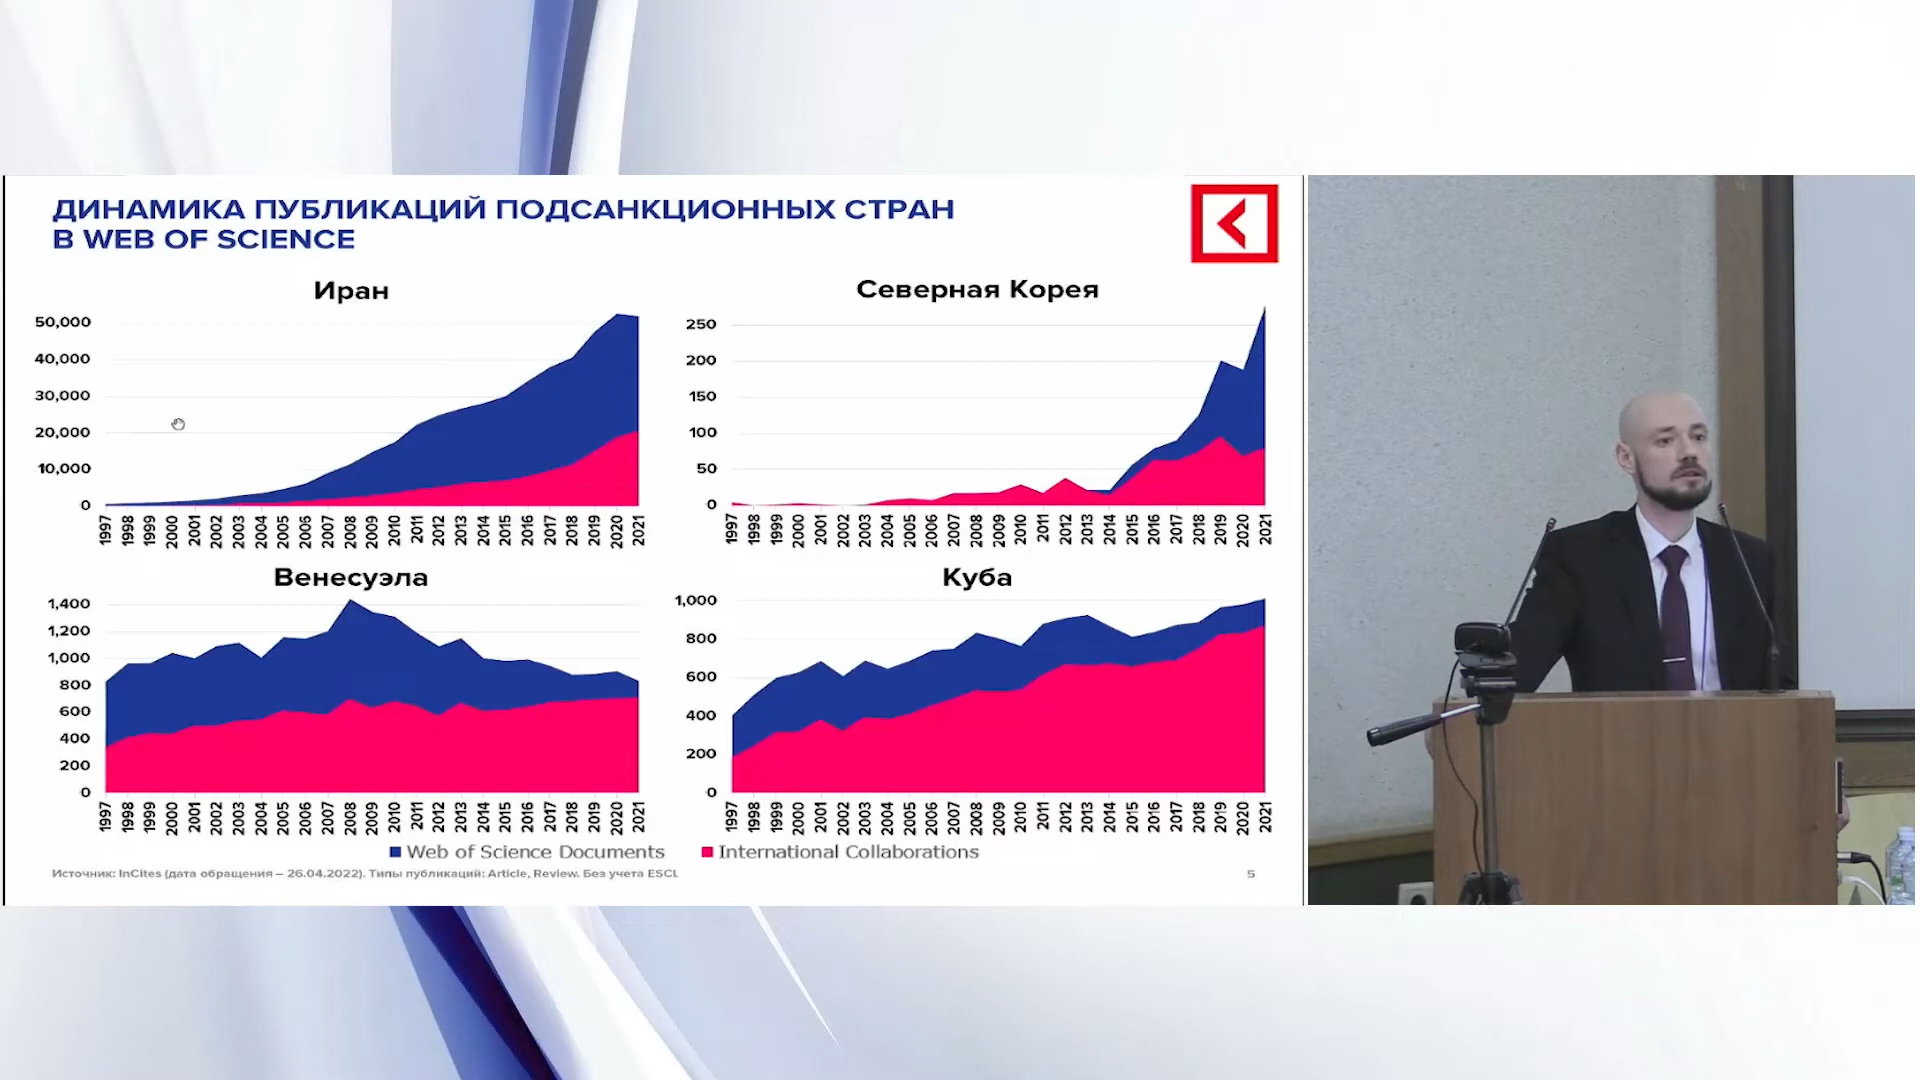 ДИНАМИКА ПУБЛИКАЦИЙ ПОДСАНКЦИОННЫХ СТРАН
В WEB OF SCIENCE
Иран
50,000
40,000
30,000
20,000
10,000
0
1997 1998 1999 2000 2001 2002 2003 2004 2005 2006 2007 2008 2009 2010 2011 2012 2013 2014 2015 2016 2017 2018 2019 2020 2021
Северная Корея
250
200
150
100
50
0
1997 1998 1999 2000 2001 2002 2003 2004 2005 2006 2007 2008 2009 2010 2011 2012 2013 2014 2015 2016 2017 2018 2019 2020 2021
Венесуэла
1,400
1,200
1,000
800
600
400
200
0
1997 1998 1999 2000 2001 2002 2003 2004 2005 2006 2007 2008 2009 2010 2011 2012 2013 2014 2015 2016 2017 2018 2019 2020 2021
Куба
1,000
800
600
400
200
0
1997 1998 1999 2000 2001 2002 2003 2004 2005 2006 2007 2008 2009 2010 2011 2012 2013 2014 2015 2016 2017 2018 2019 2020 2021
Web of Science Documents International Collaborations
Источник: InCites (дата обращения – 26.04.2022). Типы публикаций: Article, Review. Без учета ESCI.
5